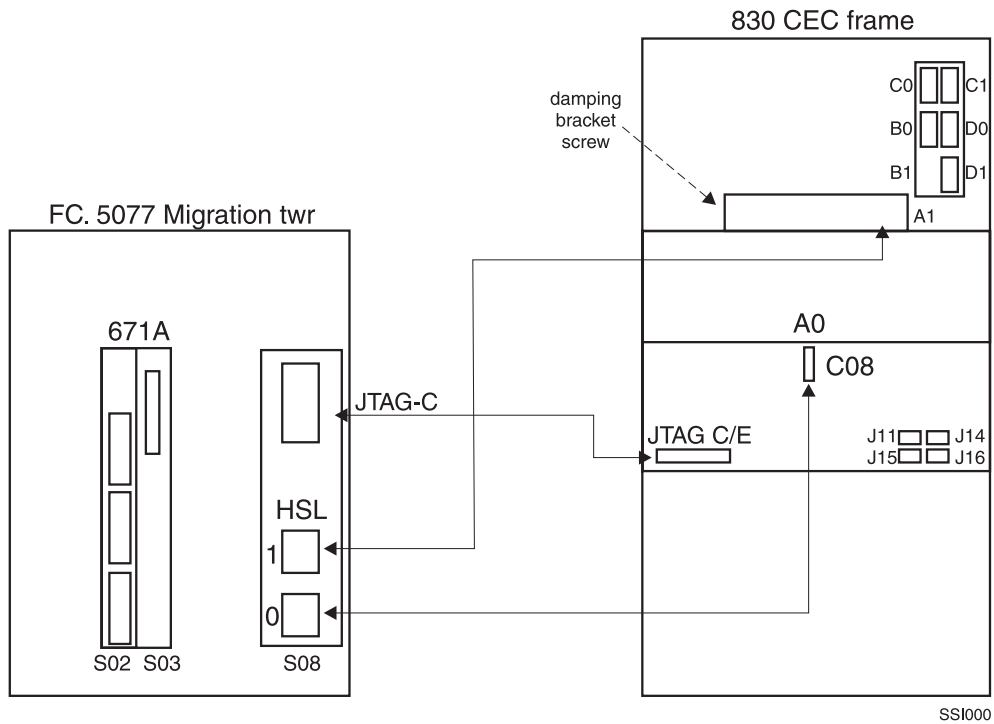 830 CEC frame
C0
C1
damping
bracket
screw
B0
D0
B1
D1
A1
FC. 5077 Migration twr
671A
A0
C08
JTAG-C
JTAG C/E
J11
J14
J15
J16
HSL
1
0
S02
S03
S08
SSI000